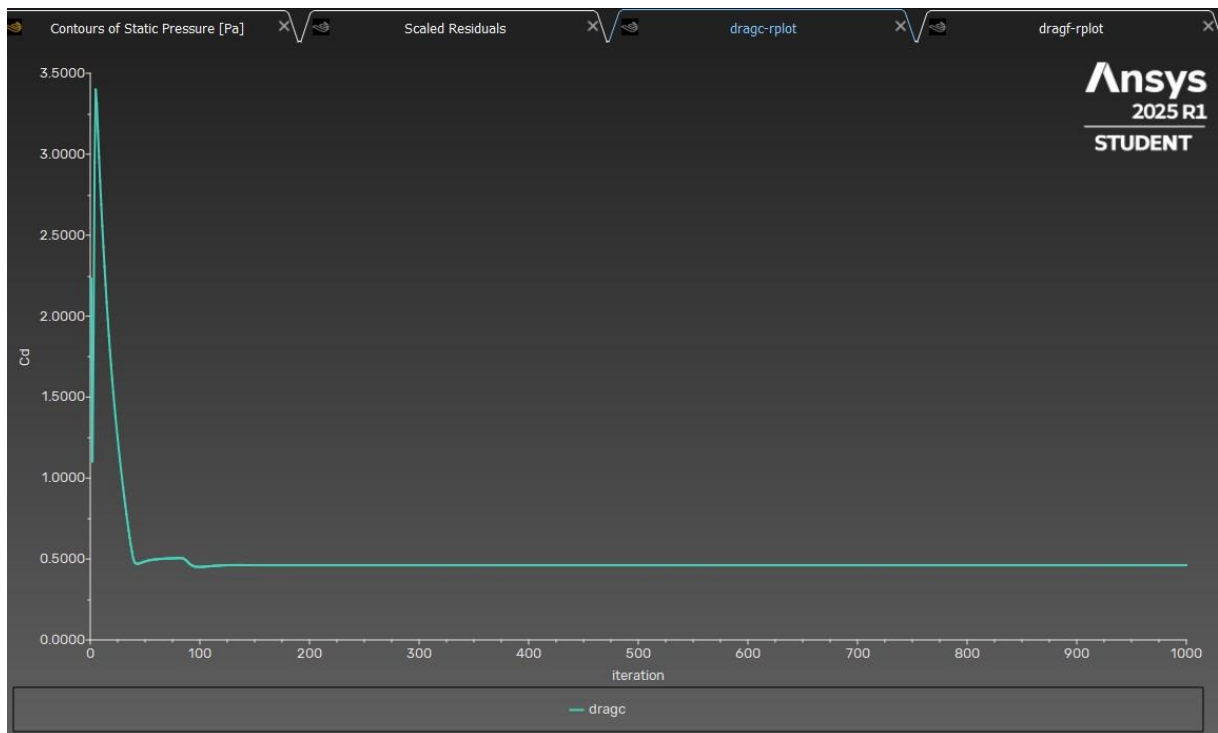 Contours of Static Pressure [Pa]
Scaled Residuals
dragc-rplot
dragf-rplot
Ansys
2025 R1
STUDENT
3.5000
3.0000
2.5000
2.0000
1.5000
1.0000
0.5000
0.0000
Cd
0 100 200 300 400 500 600 700 800 900 1000
iteration
dragc